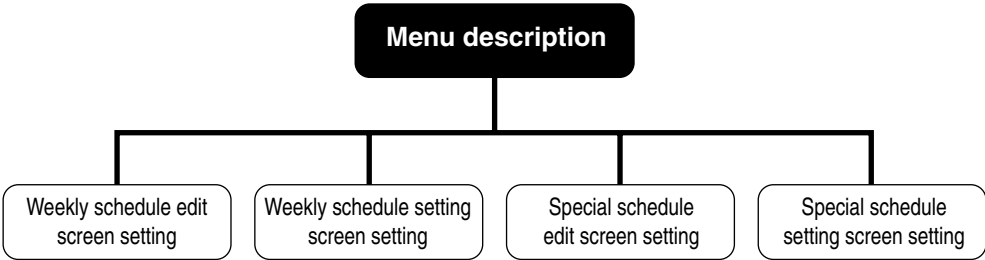 Menu description
Weekly schedule edit
screen setting
Weekly schedule setting
screen setting
Special schedule
edit screen setting
Special schedule
setting screen setting